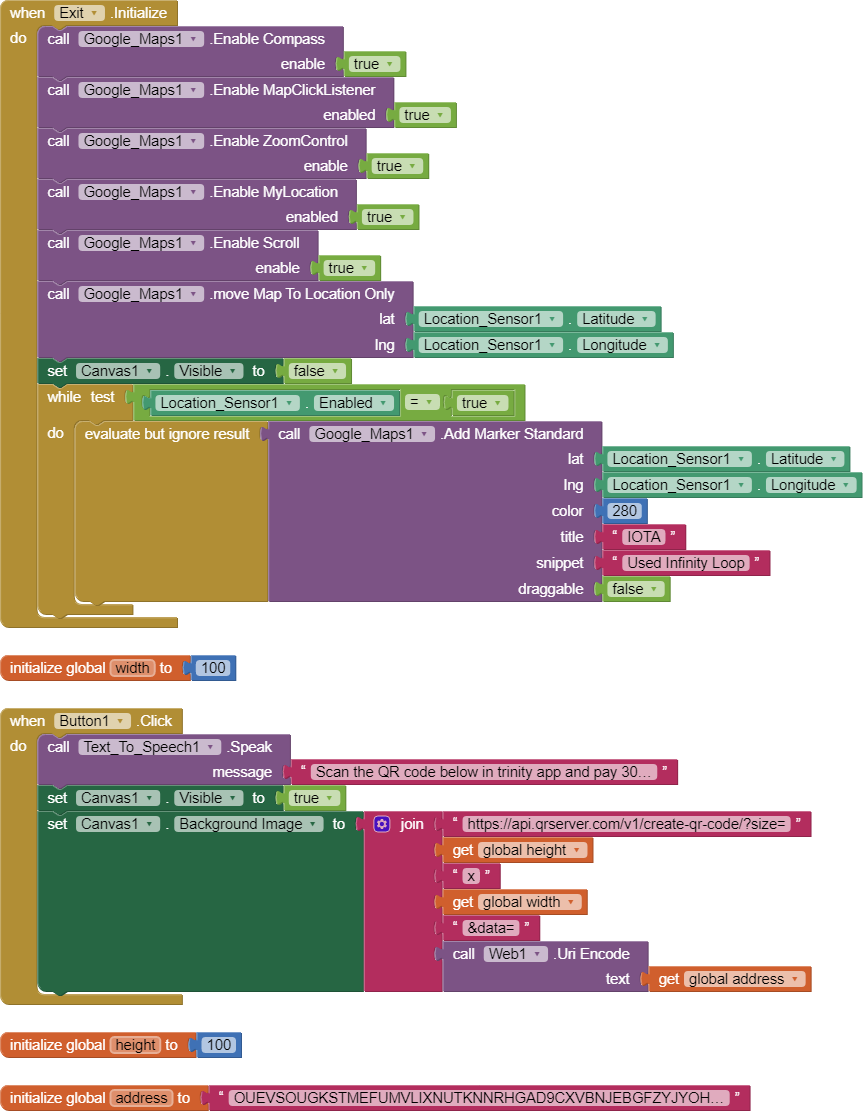 when Exit .Initialize
do call Google_Maps1 .Enable Compass
enable true
call Google_Maps1 .Enable MapClickListener
enabled true
call Google_Maps1 .Enable ZoomControl
enable true
call Google_Maps1 .Enable MyLocation
enabled true
call Google_Maps1 .Enable Scroll
enable true
call Google_Maps1 .move Map To Location Only
lat Location_Sensor1 . Latitude
lng Location_Sensor1 . Longitude
set Canvas1 . Visible to false
while test Location_Sensor1 . Enabled = true
do evaluate but ignore result call Google_Maps1 .Add Marker Standard
lat Location_Sensor1 . Latitude
lng Location_Sensor1 . Longitude
color 280
title “ IOTA ”
snippet “ Used Infinity Loop ”
draggable false
initialize global width to 100
when Button1 .Click
do call Text_To_Speech1 .Speak
message “ Scan the QR code below in trinity app and pay 30... ”
set Canvas1 . Visible to true
set Canvas1 . Background Image to join “ https://api.qrserver.com/v1/create-qr-code/?size= ”
get global height
“ x ”
get global width
“ &data= ”
call Web1 .Uri Encode
text get global address
initialize global height to 100
initialize global address to “ OUEVSOUGKSTMEFUMVLIXNUTKNNRHGAD9CXVBNJEBGFZYJYOH... ”